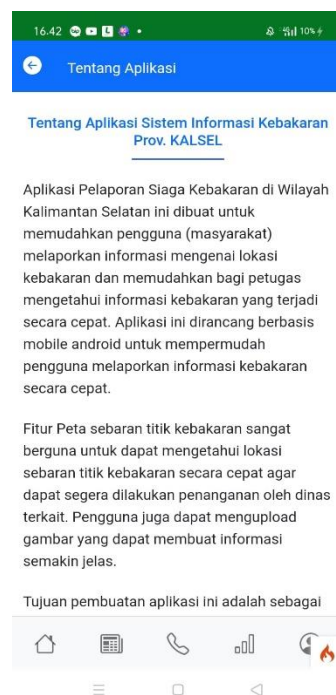 16.42
10%
Tentang Aplikasi
Tentang Aplikasi Sistem Informasi Kebakaran
Prov. KALSEL
Aplikasi Pelaporan Siaga Kebakaran di Wilayah
Kalimantan Selatan ini dibuat untuk
memudahkan pengguna (masyarakat)
melaporkan informasi mengenai lokasi
kebakaran dan memudahkan bagi petugas
mengetahui informasi kebakaran yang terjadi
secara cepat. Aplikasi ini dirancang berbasis
mobile android untuk mempermudah
pengguna melaporkan informasi kebakaran
secara cepat.
Fitur Peta sebaran titik kebakaran sangat
berguna untuk dapat mengetahui lokasi
sebaran titik kebakaran secara cepat agar
dapat segera dilakukan penanganan oleh dinas
terkait. Pengguna juga dapat mengupload
gambar yang dapat membuat informasi
semakin jelas.
Tujuan pembuatan aplikasi ini adalah sebagai